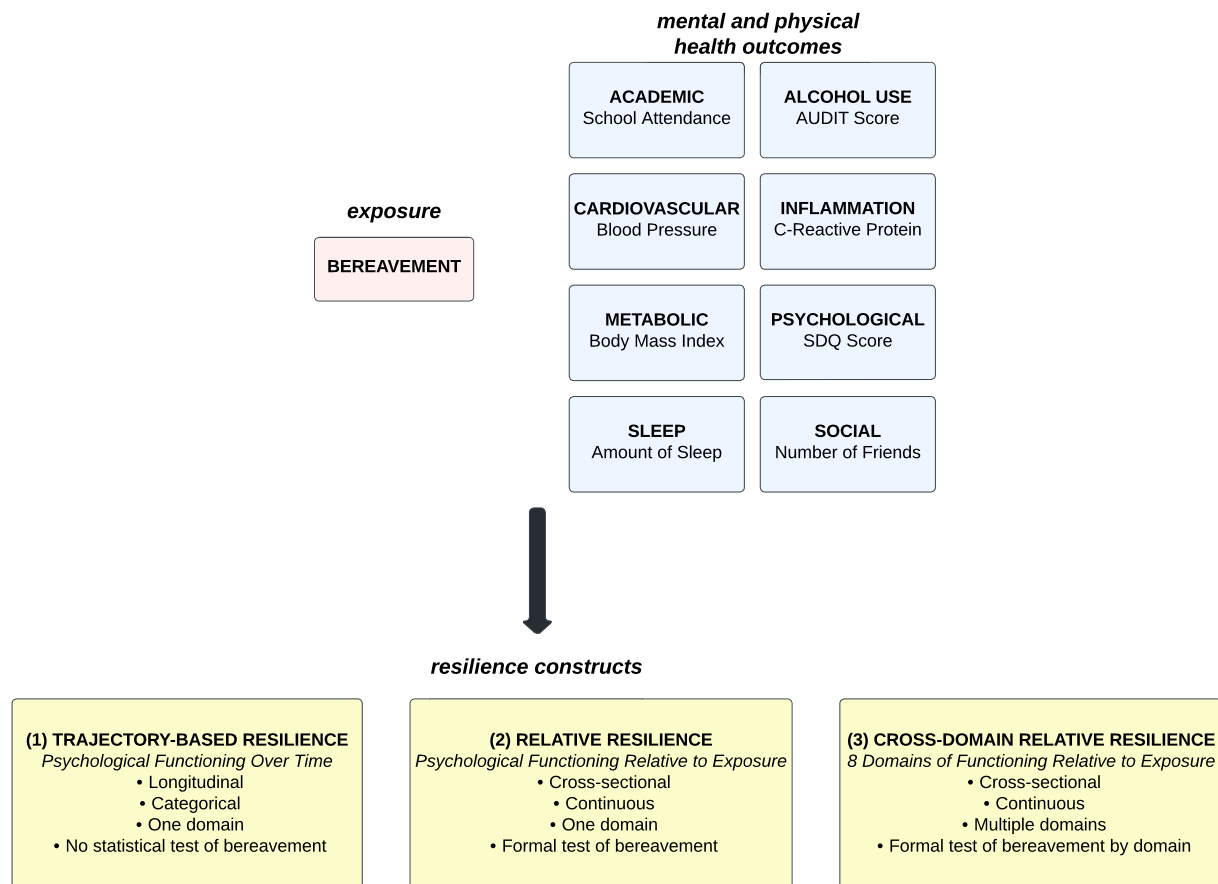 mental and physical
health outcomes
ACADEMIC
School Attendance
ALCOHOL USE
AUDIT Score
exposure
BEREAVEMENT
CARDIOVASCULAR
Blood Pressure
INFLAMMATION
C-Reactive Protein
METABOLIC
Body Mass Index
PSYCHOLOGICAL
SDQ Score
SLEEP
Amount of Sleep
SOCIAL
Number of Friends
resilience constructs
(1) TRAJECTORY-BASED RESILIENCE
Psychological Functioning Over Time
• Longitudinal
• Categorical
• One domain
• No statistical test of bereavement
(2) RELATIVE RESILIENCE
Psychological Functioning Relative to Exposure
• Cross-sectional
• Continuous
• One domain
• Formal test of bereavement
(3) CROSS-DOMAIN RELATIVE RESILIENCE
8 Domains of Functioning Relative to Exposure
• Cross-sectional
• Continuous
• Multiple domains
• Formal test of bereavement by domain